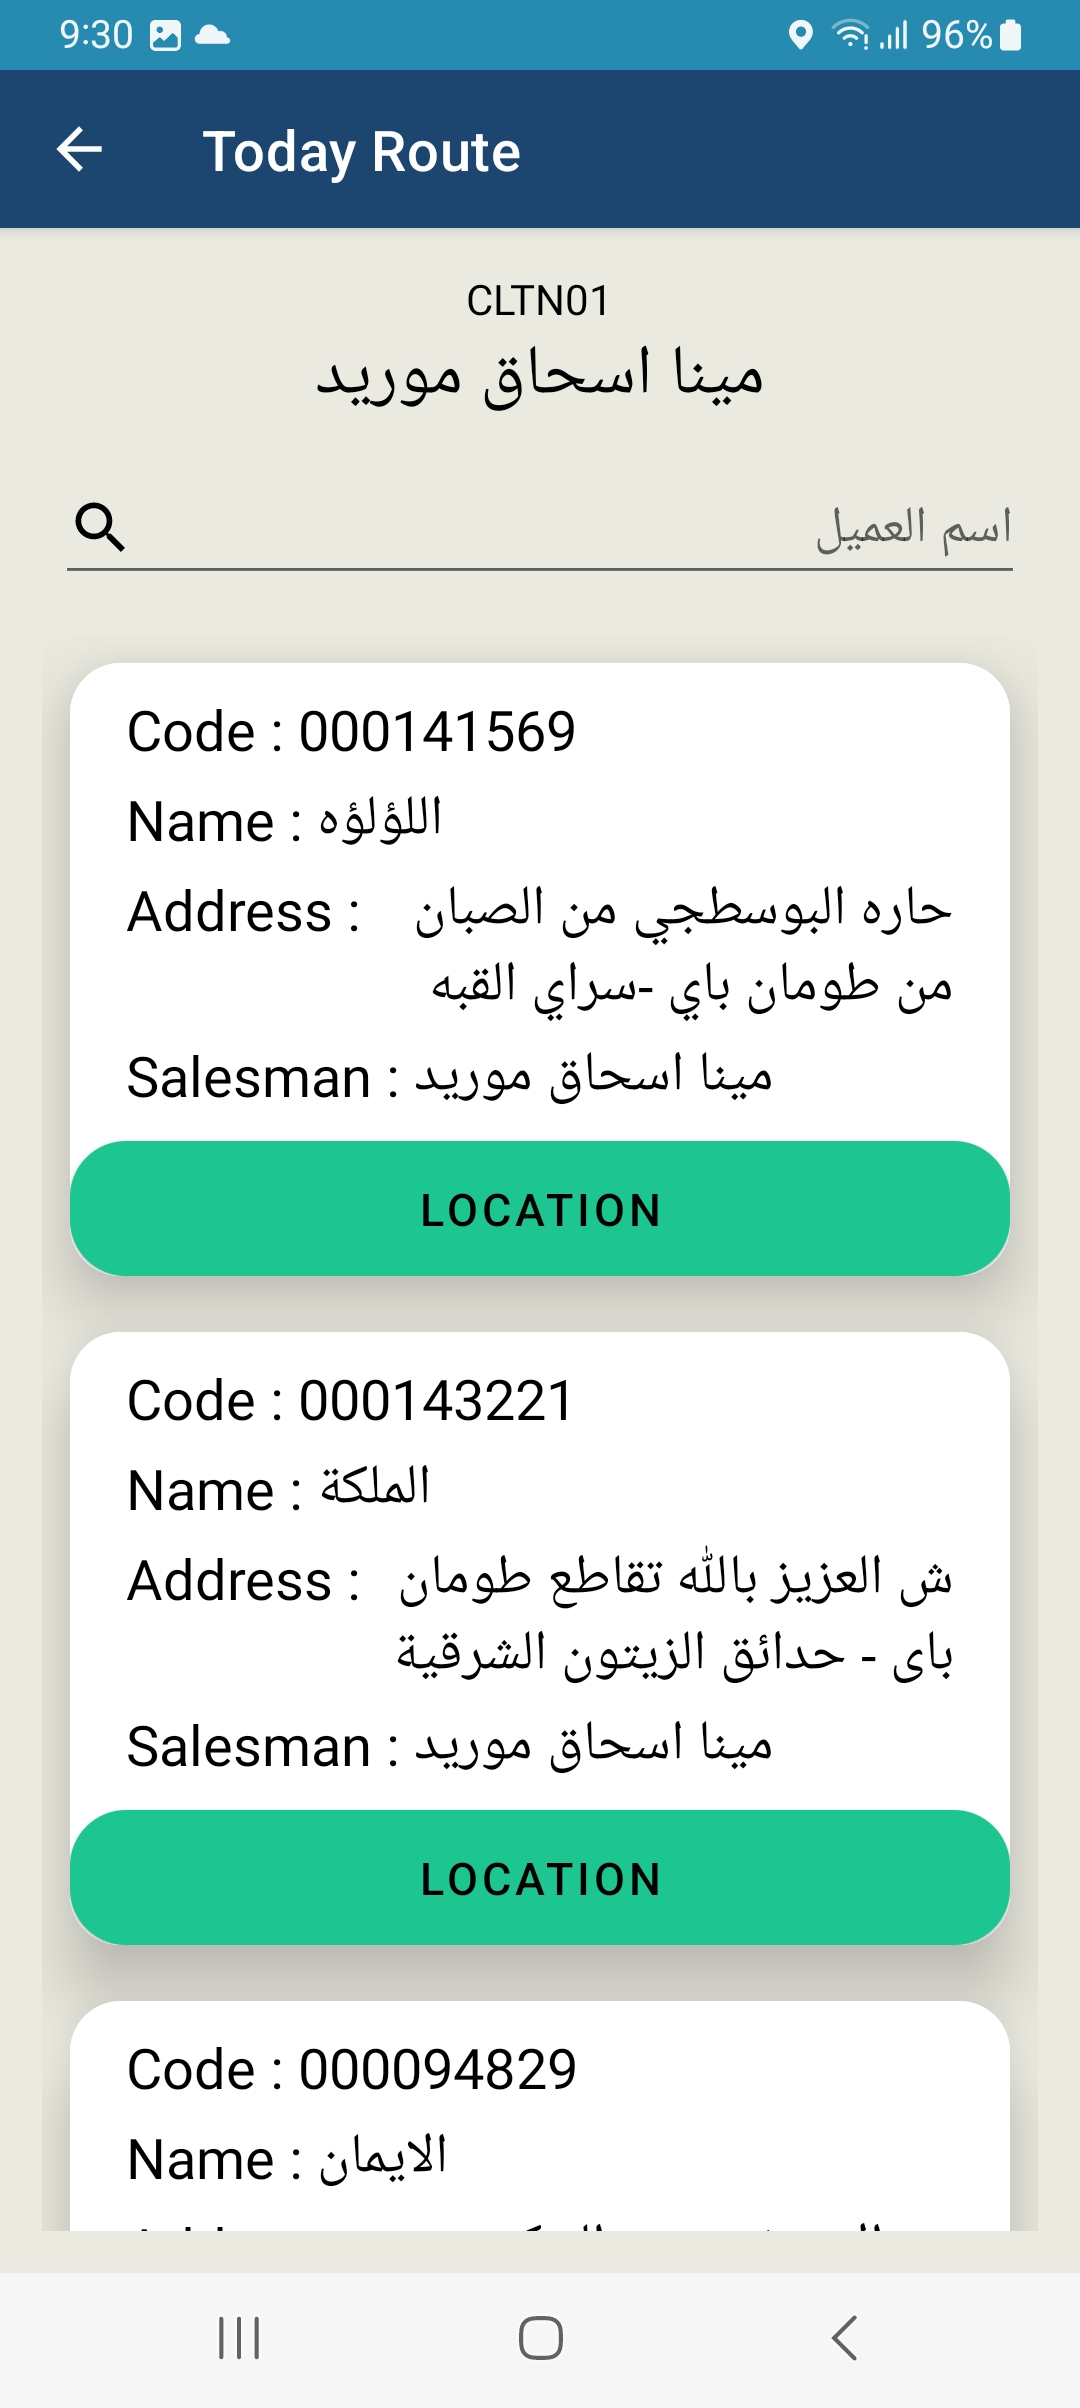 9:30
96%
Today Route
CLTN01
مينا اسحاق موريد
اسم العميل
Code : 000141569
Name : اللؤلؤه
Address : حاره البوسطجي من الصبان
من طومان باي -سراي القبه
Salesman : مينا اسحاق موريد
LOCATION
Code : 000143221
Name : الملكة
Address : ش العزيز بالله تقاطع طومان
باى - حدائق الزيتون الشرقية
Salesman : مينا اسحاق موريد
LOCATION
Code : 000094829
Name : الايمان